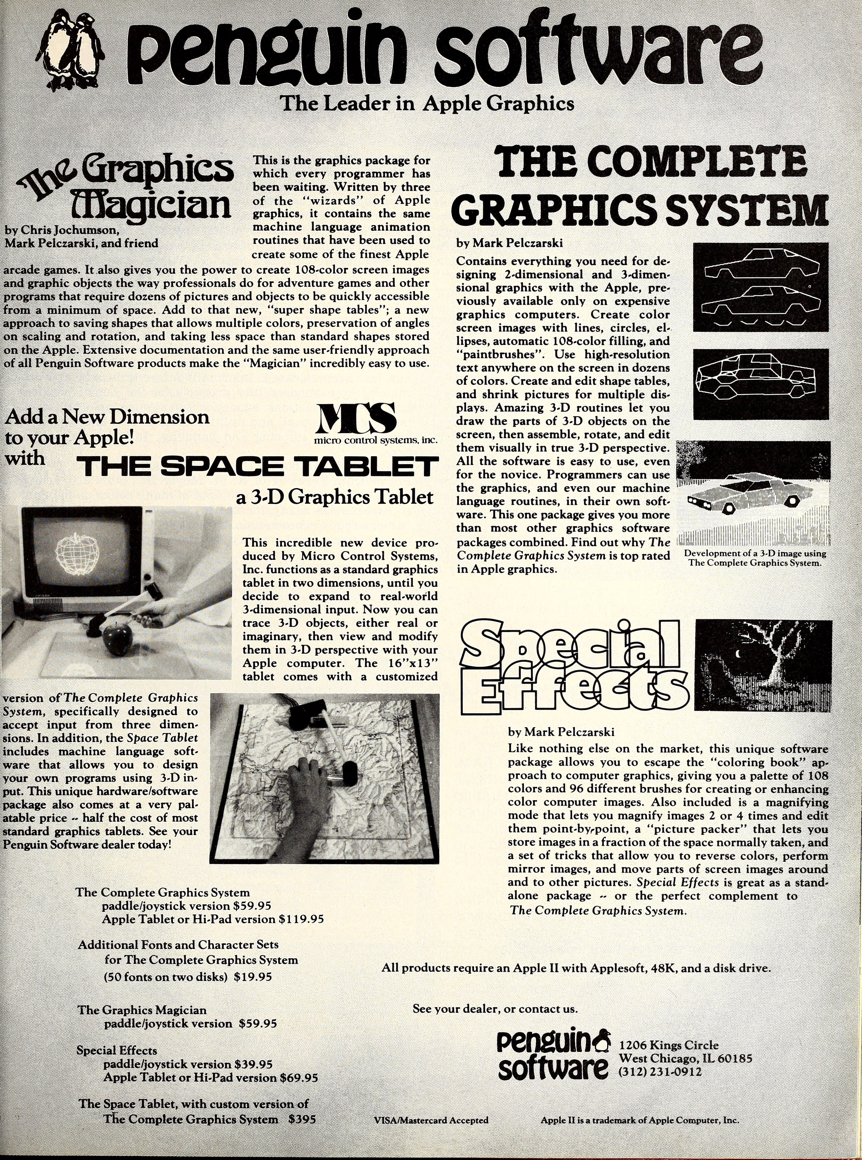 penguin software
The Leader in Apple Graphics
The Graphics
Magician
by Chris Jochumson,
Mark Pelczarski, and friend
This is the graphics package for
which every programmer has
been waiting. Written by three
of the "wizards" of Apple
graphics, it contains the same
machine language animation
routines that have been used to
create some of the finest Apple
arcade games. It also gives you the power to create 108-color screen images
and graphic objects the way professionals do for adventure games and other
programs that require dozens of pictures and objects to be quickly accessible
from a minimum of space. Add to that new, "super shape tables"; a new
approach to saving shapes that allows multiple colors, preservation of angles
on scaling and rotation, and taking less space than standard shapes stored
on the Apple. Extensive documentation and the same user-friendly approach
of all Penguin Software products make the "Magician" incredibly easy to use.
Add a New Dimension
to your Apple!
with
MCS
micro control systems, inc.
THE SPACE TABLET
a 3-D Graphics Tablet
This incredible new device pro-
duced by Micro Control Systems,
Inc. functions as a standard graphics
tablet in two dimensions, until you
decide to expand to real-world
3-dimensional input. Now you can
trace 3-D objects, either real or
imaginary, then view and modify
them in 3-D perspective with your
Apple computer. The 16"x13"
tablet comes with a customized
version of The Complete Graphics
System, specifically designed to
accept input from three dimen-
sions. In addition, the Space Tablet
includes machine language soft-
ware that allows you to design
your own programs using 3-D in-
put. This unique hardware/software
package also comes at a very pal-
atable price -- half the cost of most
standard graphics tablets. See your
Penguin Software dealer today!
THE COMPLETE
GRAPHICS SYSTEM
by Mark Pelczarski
Contains everything you need for de-
signing 2-dimensional and 3-dimen-
sional graphics with the Apple, pre-
viously available only on expensive
graphics computers. Create color
screen images with lines, circles, el-
lipses, automatic 108-color filling, and
"paintbrushes". Use high-resolution
text anywhere on the screen in dozens
of colors. Create and edit shape tables,
and shrink pictures for multiple dis-
plays. Amazing 3-D routines let you
draw the parts of 3-D objects on the
screen, then assemble, rotate, and edit
them visually in true 3-D perspective.
All the software is easy to use, even
for the novice. Programmers can use
the graphics, and even our machine
language routines, in their own soft-
ware. This one package gives you more
than most other graphics software
packages combined. Find out why The
Complete Graphics System is top rated
in Apple graphics.
Development of a 3-D image using
The Complete Graphics System.
Special
Effects
by Mark Pelczarski
Like nothing else on the market, this unique software
package allows you to escape the "coloring book" ap-
proach to computer graphics, giving you a palette of 108
colors and 96 different brushes for creating or enhancing
color computer images. Also included is a magnifying
mode that lets you magnify images 2 or 4 times and edit
them point-by-point, a "picture packer" that lets you
store images in a fraction of the space normally taken, and
a set of tricks that allow you to reverse colors, perform
mirror images, and move parts of screen images around
and to other pictures. Special Effects is great as a stand-
alone package -- or the perfect complement to
The Complete Graphics System.
The Complete Graphics System
paddle/joystick version $59.95
Apple Tablet or Hi-Pad version $119.95
Additional Fonts and Character Sets
for The Complete Graphics System
(50 fonts on two disks) $19.95
The Graphics Magician
paddle/joystick version $59.95
Special Effects
paddle/joystick version $39.95
Apple Tablet or Hi-Pad version $69.95
The Space Tablet, with custom version of
The Complete Graphics System $395
All products require an Apple II with Applesoft, 48K, and a disk drive.
See your dealer, or contact us.
penguin
software
1206 Kings Circle
West Chicago, IL 60185
(312) 231-0912
VISA/Mastercard Accepted
Apple II is a trademark of Apple Computer, Inc.